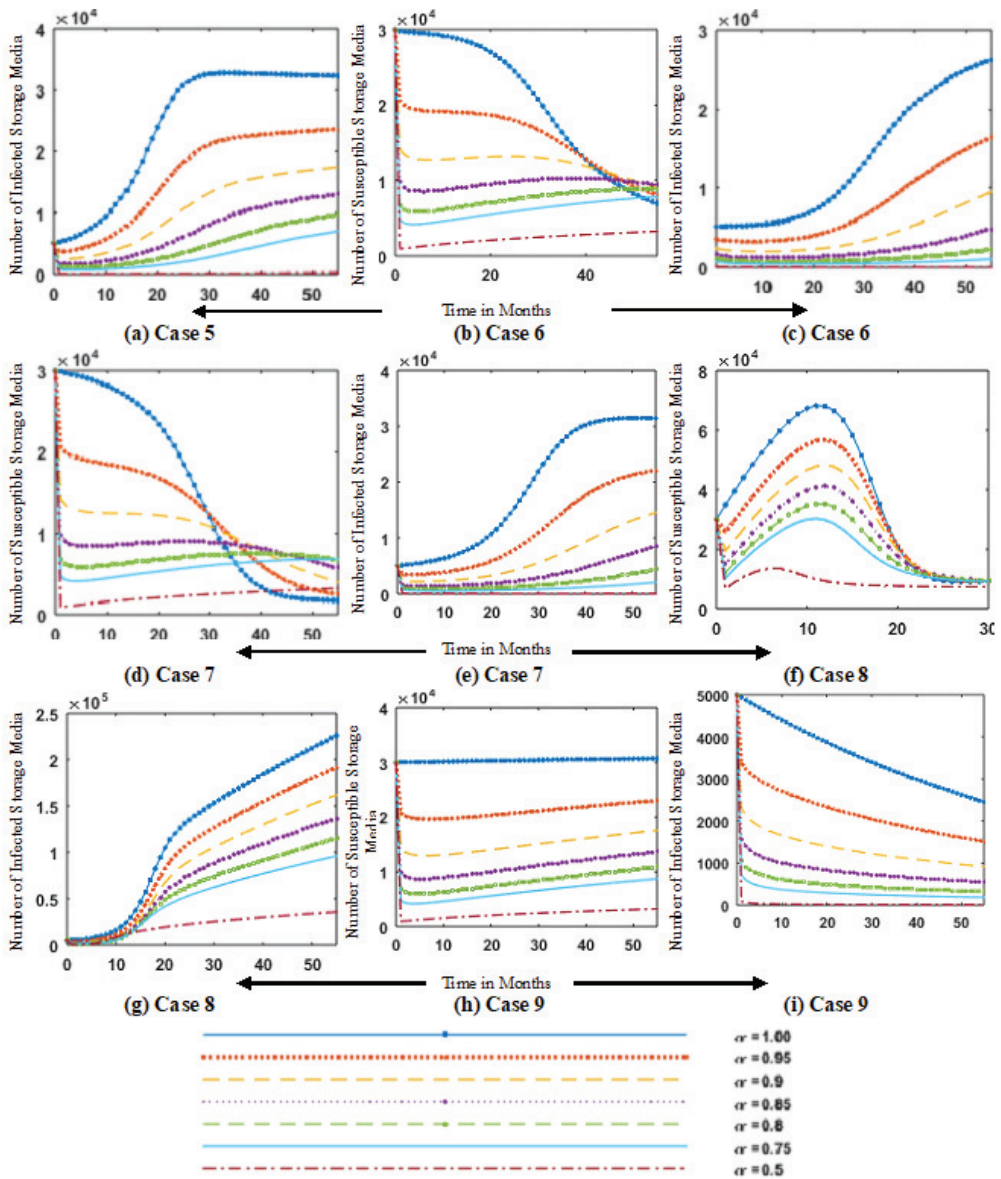 ×10⁴
Number of Infected Storage Media
4
3
2
1
0
0 10 20 30 40 50
(a) Case 5
×10⁴
Number of Susceptible Storage Media
3
2
1
0
0 20 40
(b) Case 6
×10⁴
Number of Infected Storage Media
3
2
1
0
10 20 30 40 50
(c) Case 6
Time in Months
×10⁴
Number of Susceptible Storage Media
3
2
1
0
0 10 20 30 40 50
(d) Case 7
×10⁴
Number of Infected Storage Media
4
3
2
1
0
0 10 20 30 40 50
(e) Case 7
×10⁴
Number of Susceptible Storage Media
8
6
4
2
0
0 10 20 30
(f) Case 8
Time in Months
×10⁵
Number of Infected Storage Media
2.5
2
1.5
1
0.5
0
0 10 20 30 40 50
(g) Case 8
×10⁴
Number of Susceptible Storage
Media
4
3
2
1
0
0 10 20 30 40 50
(h) Case 9
Number of Infected Storage Media
5000
4000
3000
2000
1000
0
0 10 20 30 40 50
(i) Case 9
Time in Months
α = 1.00
α = 0.95
α = 0.9
α = 0.85
α = 0.8
α = 0.75
α = 0.5